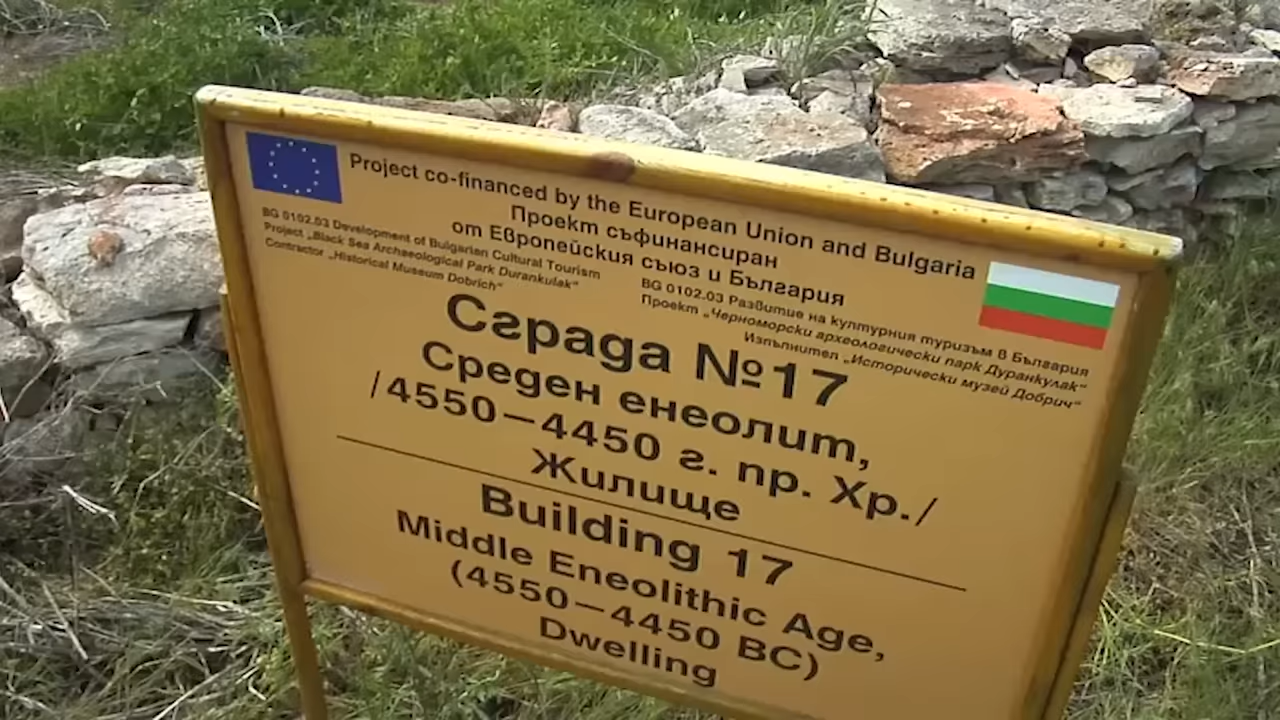 Project co-financed by the European Union and Bulgaria
Проект съфинансиран
от Европейския съюз и България
BG 0102.03 Development of Bulgarian Cultural Tourism
Project „Black Sea Archaeological Park Durankulak“
Contractor „Historical Museum Dobrich“
BG 0102.03 Развитие на културния туризъм в България
Проект „Черноморски археологически парк Дуранкулак“
Изпълнител „Исторически музей Добрич“
Сграда №17
Среден енеолит,
/4550–4450 г. пр. Хр./
Жилище
Building 17
Middle Eneolithic Age,
(4550–4450 BC)
Dwelling